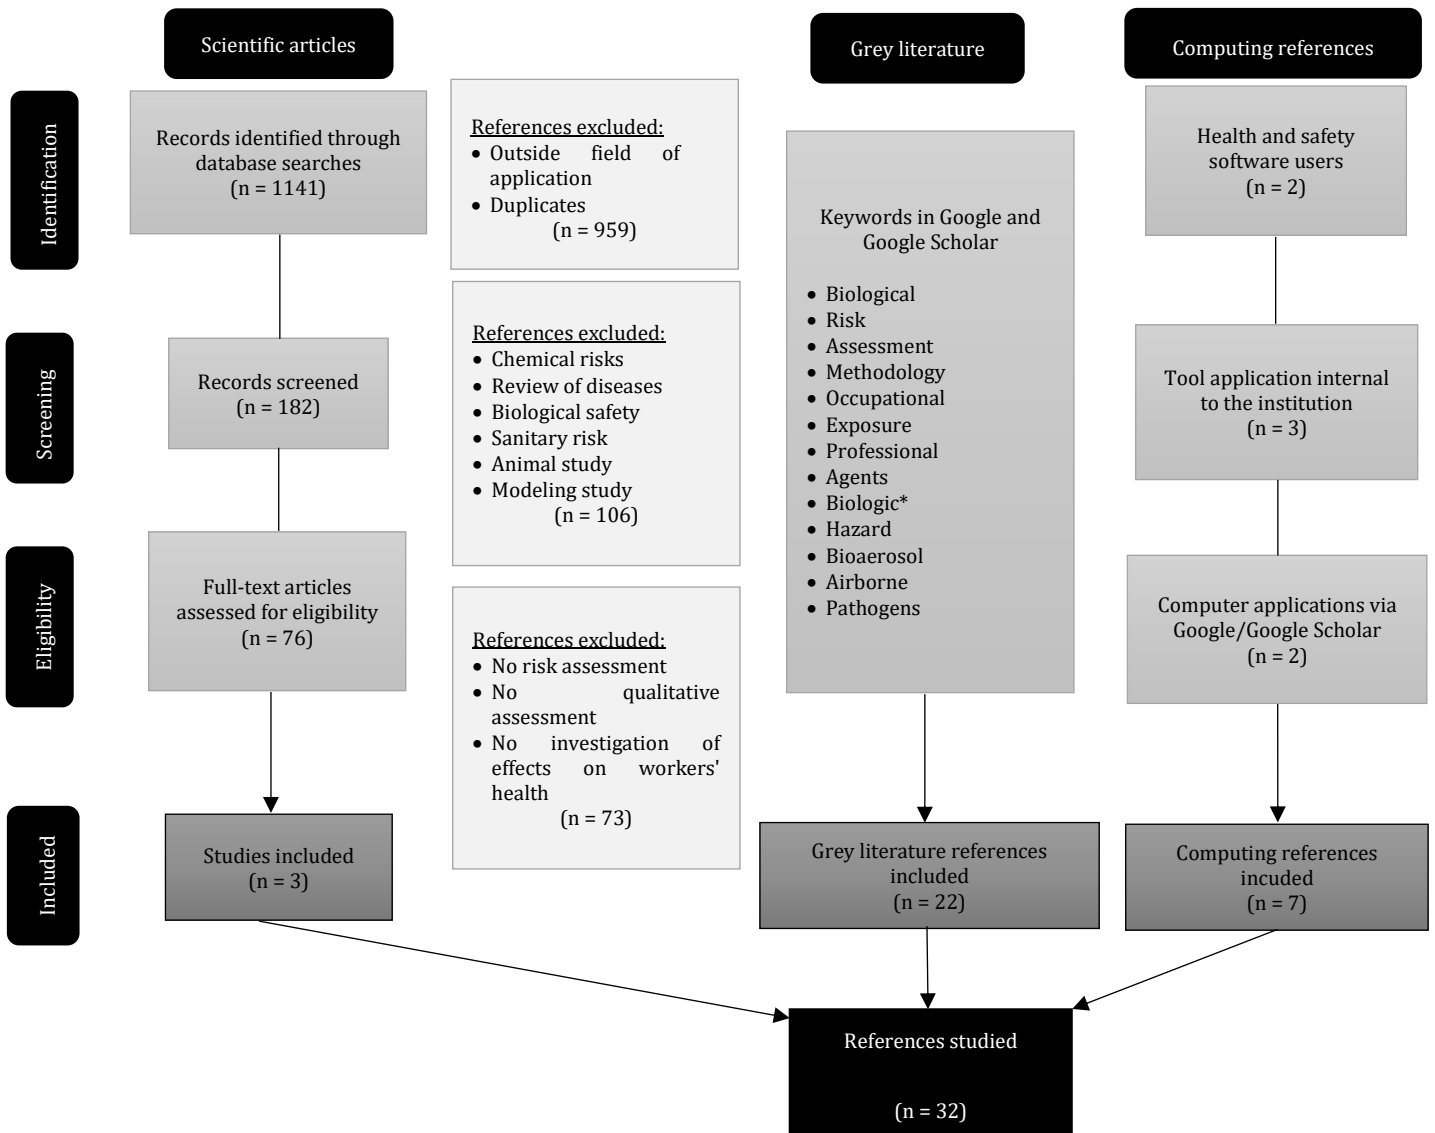 Scientific articles
Grey literature
Computing references
Identification
Records identified through
database searches
(n = 1141)
References excluded:
• Outside field of
application
• Duplicates
(n = 959)
Keywords in Google and
Google Scholar
• Biological
• Risk
• Assessment
• Methodology
• Occupational
• Exposure
• Professional
• Agents
• Biologic*
• Hazard
• Bioaerosol
• Airborne
• Pathogens
Health and safety
software users
(n = 2)
Screening
Records screened
(n = 182)
References excluded:
• Chemical risks
• Review of diseases
• Biological safety
• Sanitary risk
• Animal study
• Modeling study
(n = 106)
Tool application internal
to the institution
(n = 3)
Eligibility
Full-text articles
assessed for eligibility
(n = 76)
References excluded:
• No risk assessment
• No qualitative
assessment
• No investigation of
effects on workers'
health
(n = 73)
Computer applications via
Google/Google Scholar
(n = 2)
Included
Studies included
(n = 3)
Grey literature references
included
(n = 22)
Computing references
incuded
(n = 7)
References studied
(n = 32)